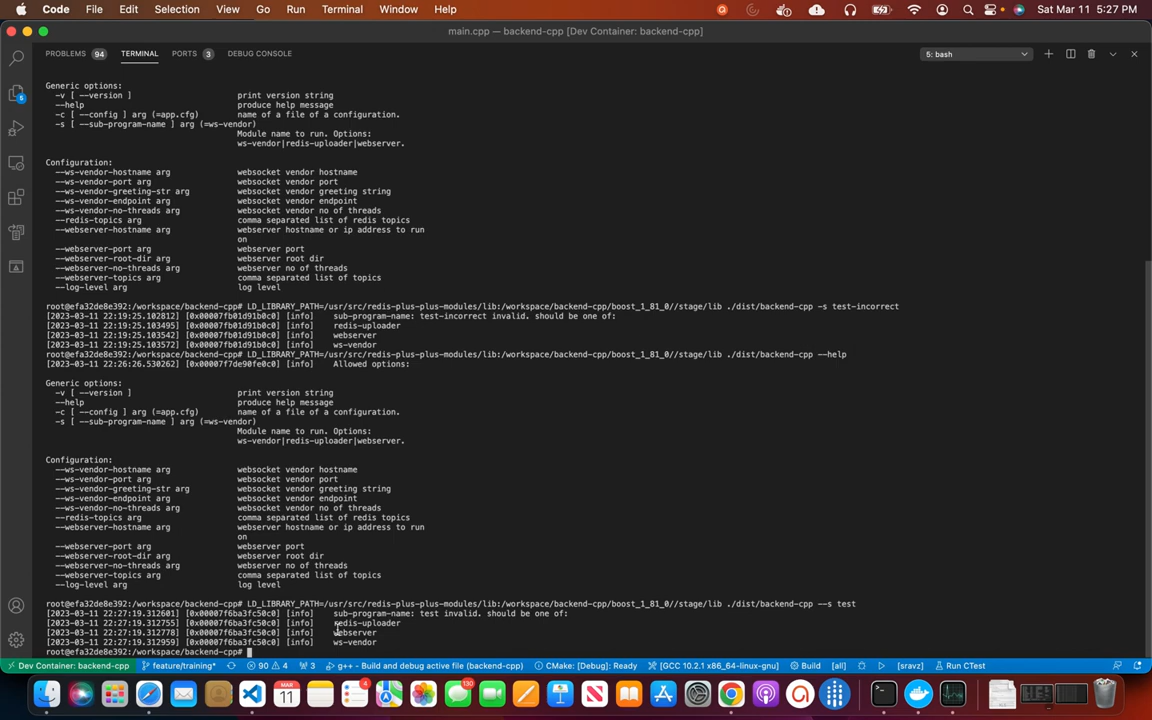 Code File Edit Selection View Go Run Terminal Window Help Sat Mar 11 5:27 PM
main.cpp — backend-cpp [Dev Container: backend-cpp]
PROBLEMS 94 TERMINAL PORTS 3 DEBUG CONSOLE 5: bash
Generic options:
-v [ --version ] print version string
--help produce help message
-c [ --config ] arg (=app.cfg) name of a file of a configuration.
-s [ --sub-program-name ] arg (=ws-vendor)
Module name to run. Options:
ws-vendor|redis-uploader|webserver.
Configuration:
--ws-vendor-hostname arg websocket vendor hostname
--ws-vendor-port arg websocket vendor port
--ws-vendor-greeting-str arg websocket vendor greeting string
--ws-vendor-endpoint arg websocket vendor endpoint
--ws-vendor-no-threads arg websocket vendor no of threads
--redis-topics arg comma separated list of redis topics
--webserver-hostname arg webserver hostname or ip address to run
on
--webserver-port arg webserver port
--webserver-root-dir arg webserver root dir
--webserver-no-threads arg webserver no of threads
--webserver-topics arg comma separated list of topics
--log-level arg log level
root@efa32de8e392:/workspace/backend-cpp# LD_LIBRARY_PATH=/usr/src/redis-plus-plus-modules/lib:/workspace/backend-cpp/boost_1_81_0//stage/lib ./dist/backend-cpp -s test-incorrect
[2023-03-11 22:19:25.102812] [0x00007fb01d91b0c0] [info] sub-program-name: test-incorrect invalid. should be one of:
[2023-03-11 22:19:25.103495] [0x00007fb01d91b0c0] [info] redis-uploader
[2023-03-11 22:19:25.103542] [0x00007fb01d91b0c0] [info] webserver
[2023-03-11 22:19:25.103572] [0x00007fb01d91b0c0] [info] ws-vendor
root@efa32de8e392:/workspace/backend-cpp# LD_LIBRARY_PATH=/usr/src/redis-plus-plus-modules/lib:/workspace/backend-cpp/boost_1_81_0//stage/lib ./dist/backend-cpp --help
[2023-03-11 22:26:26.530262] [0x00007f7de90fe0c0] [info] Allowed options:
Generic options:
-v [ --version ] print version string
--help produce help message
-c [ --config ] arg (=app.cfg) name of a file of a configuration.
-s [ --sub-program-name ] arg (=ws-vendor)
Module name to run. Options:
ws-vendor|redis-uploader|webserver.
Configuration:
--ws-vendor-hostname arg websocket vendor hostname
--ws-vendor-port arg websocket vendor port
--ws-vendor-greeting-str arg websocket vendor greeting string
--ws-vendor-endpoint arg websocket vendor endpoint
--ws-vendor-no-threads arg websocket vendor no of threads
--redis-topics arg comma separated list of redis topics
--webserver-hostname arg webserver hostname or ip address to run
on
--webserver-port arg webserver port
--webserver-root-dir arg webserver root dir
--webserver-no-threads arg webserver no of threads
--webserver-topics arg comma separated list of topics
--log-level arg log level
root@efa32de8e392:/workspace/backend-cpp# LD_LIBRARY_PATH=/usr/src/redis-plus-plus-modules/lib:/workspace/backend-cpp/boost_1_81_0//stage/lib ./dist/backend-cpp --s test
[2023-03-11 22:27:19.312601] [0x00007f6ba3fc50c0] [info] sub-program-name: test invalid. should be one of:
[2023-03-11 22:27:19.312755] [0x00007f6ba3fc50c0] [info] redis-uploader
[2023-03-11 22:27:19.312778] [0x00007f6ba3fc50c0] [info] webserver
[2023-03-11 22:27:19.312959] [0x00007f6ba3fc50c0] [info] ws-vendor
root@efa32de8e392:/workspace/backend-cpp#
Dev Container: backend-cpp feature/training* 90 4 3 g++ - Build and debug active file (backend-cpp) CMake: [Debug]: Ready [GCC 10.2.1 x86_64-linux-gnu] Build [all] [sravz] Run CTest